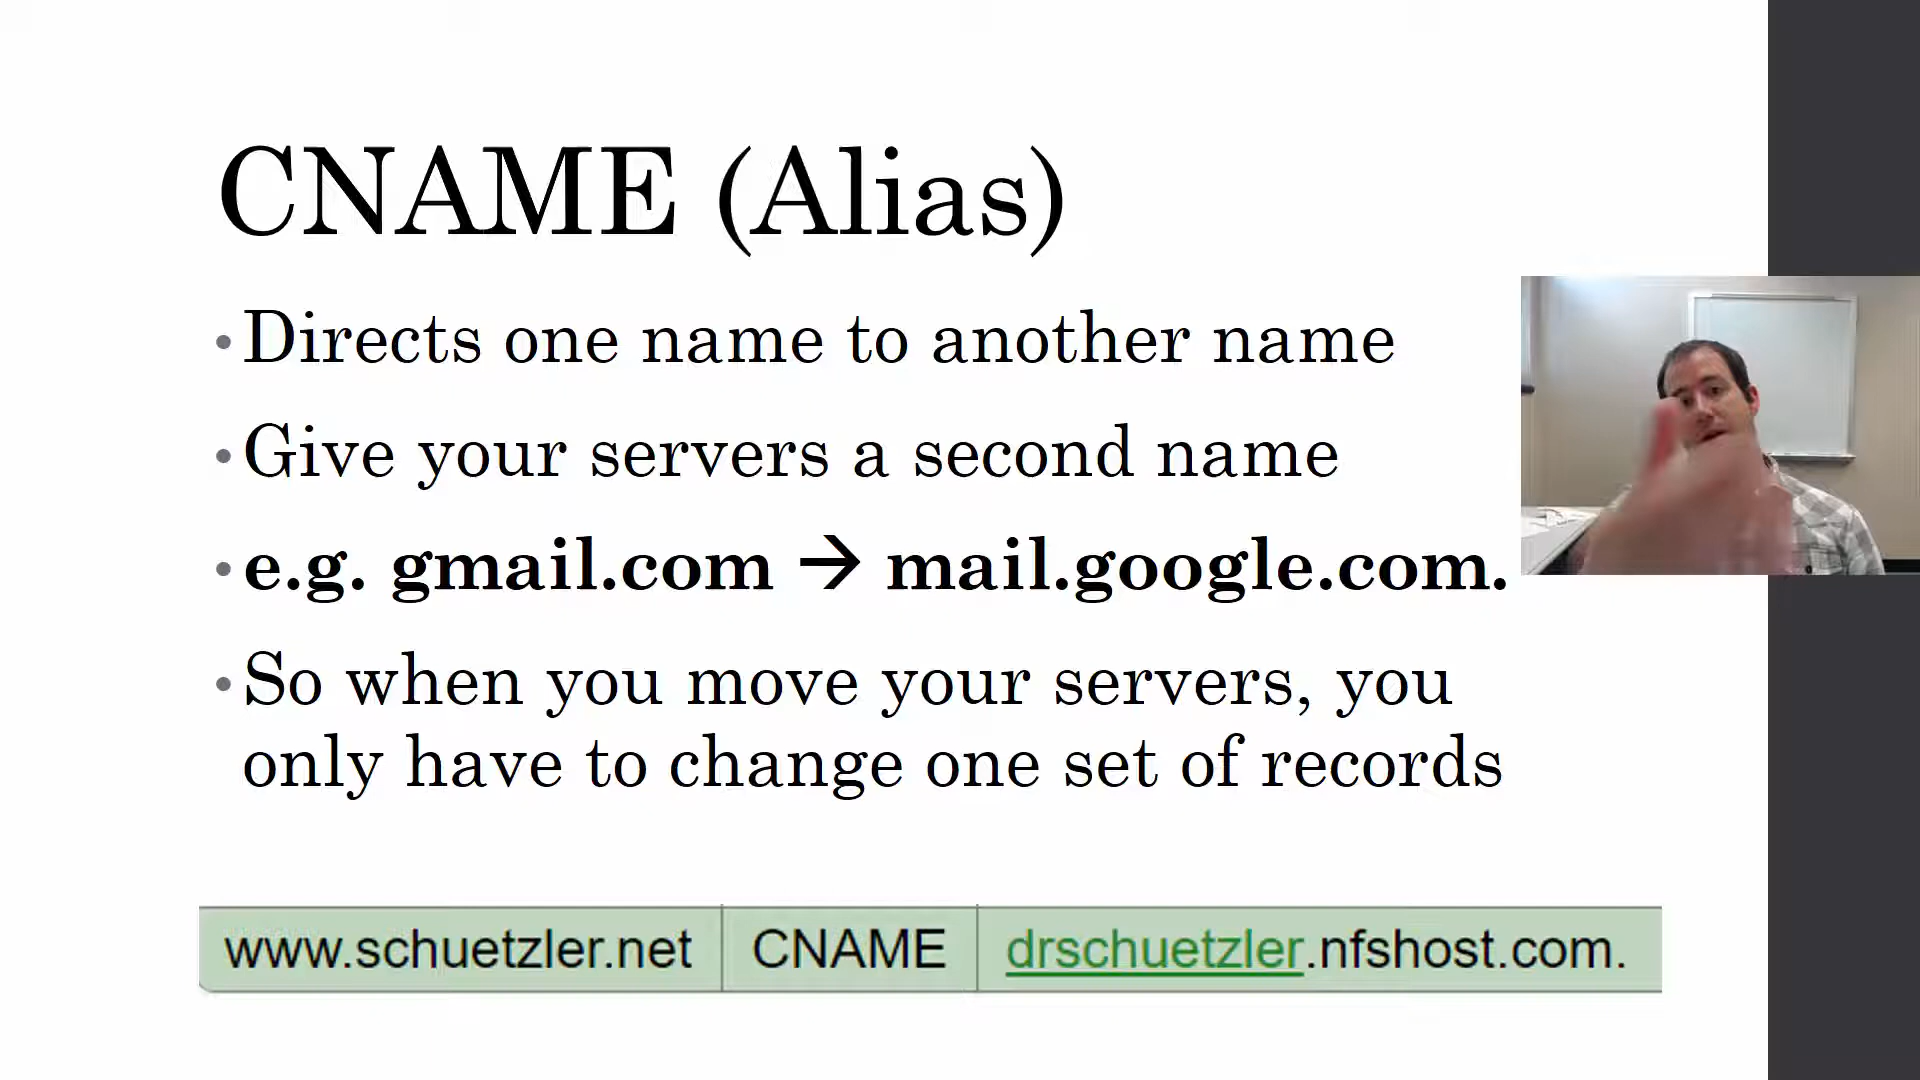 CNAME (Alias)
• Directs one name to another name
• Give your servers a second name
• e.g. gmail.com → mail.google.com.
• So when you move your servers, you
only have to change one set of records
www.schuetzler.net CNAME drschuetzler.nfshost.com.